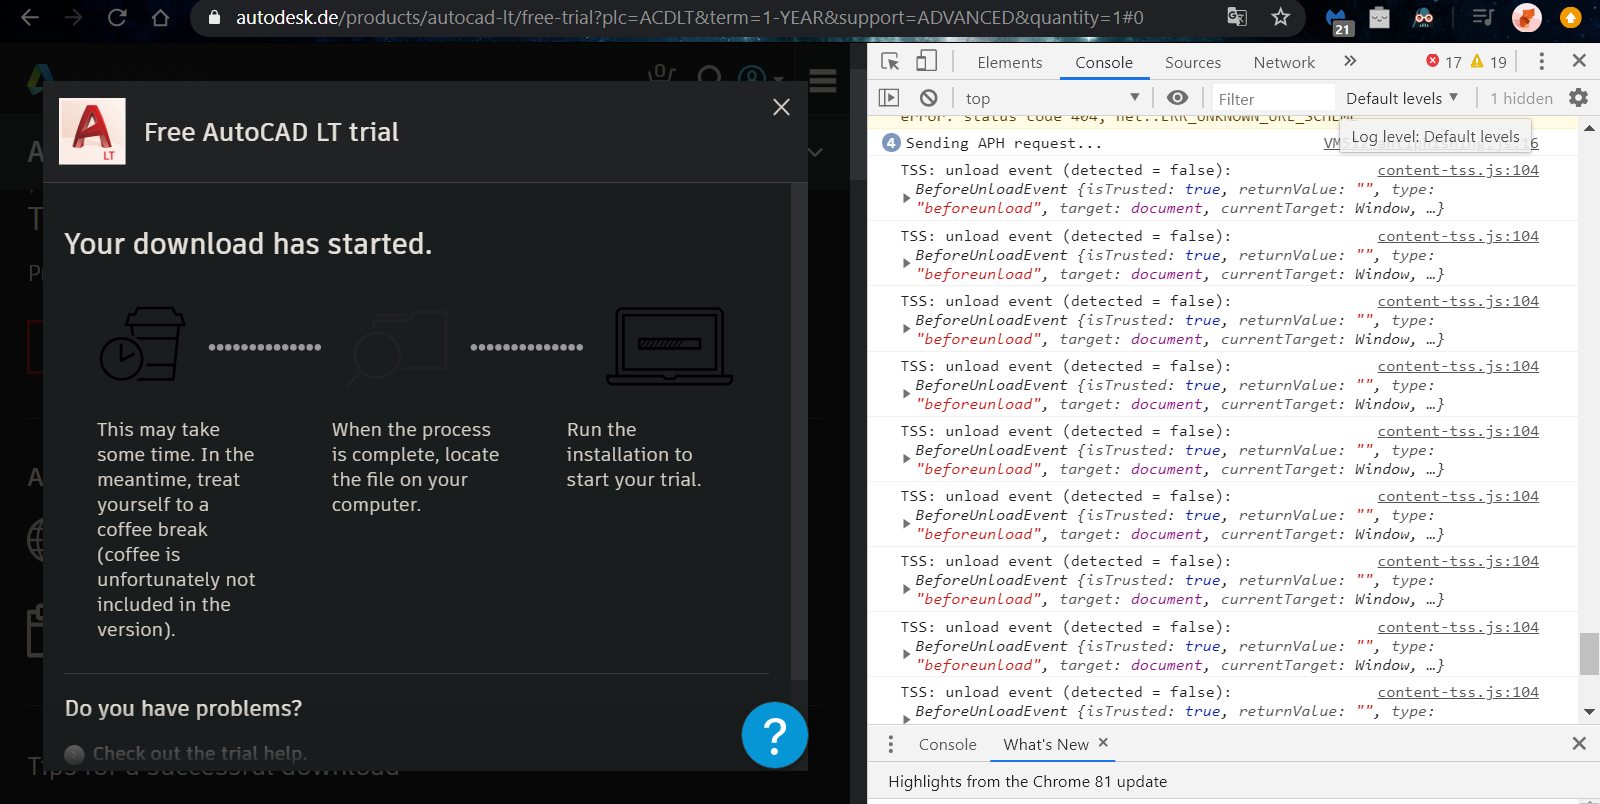 autodesk.de/products/autocad-lt/free-trial?plc=ACDLT&term=1-YEAR&support=ADVANCED&quantity=1#0
21
A
LT
Free AutoCAD LT trial
Your download has started.
This may take
some time. In the
meantime, treat
yourself to a
coffee break
(coffee is
unfortunately not
included in the
version).
When the process
is complete, locate
the file on your
computer.
Run the
installation to
start your trial.
Do you have problems?
Check out the trial help.
Tips for a successful download
?
Elements
Console
Sources
Network
17
19
top
Filter
Default levels ▼
1 hidden
error: status code 404, net::ERR_UNKNOWN_URL_SCHEME
Log level: Default levels
4 Sending APH request...
TSS: unload event (detected = false): content-tss.js:104
BeforeUnloadEvent {isTrusted: true, returnValue: "", type:
"beforeunload", target: document, currentTarget: Window, …}
TSS: unload event (detected = false): content-tss.js:104
BeforeUnloadEvent {isTrusted: true, returnValue: "", type:
"beforeunload", target: document, currentTarget: Window, …}
TSS: unload event (detected = false): content-tss.js:104
BeforeUnloadEvent {isTrusted: true, returnValue: "", type:
"beforeunload", target: document, currentTarget: Window, …}
TSS: unload event (detected = false): content-tss.js:104
BeforeUnloadEvent {isTrusted: true, returnValue: "", type:
"beforeunload", target: document, currentTarget: Window, …}
TSS: unload event (detected = false): content-tss.js:104
BeforeUnloadEvent {isTrusted: true, returnValue: "", type:
"beforeunload", target: document, currentTarget: Window, …}
TSS: unload event (detected = false): content-tss.js:104
BeforeUnloadEvent {isTrusted: true, returnValue: "", type:
"beforeunload", target: document, currentTarget: Window, …}
TSS: unload event (detected = false): content-tss.js:104
BeforeUnloadEvent {isTrusted: true, returnValue: "", type:
"beforeunload", target: document, currentTarget: Window, …}
TSS: unload event (detected = false): content-tss.js:104
BeforeUnloadEvent {isTrusted: true, returnValue: "", type:
"beforeunload", target: document, currentTarget: Window, …}
TSS: unload event (detected = false): content-tss.js:104
BeforeUnloadEvent {isTrusted: true, returnValue: "", type:
Console
What's New
Highlights from the Chrome 81 update